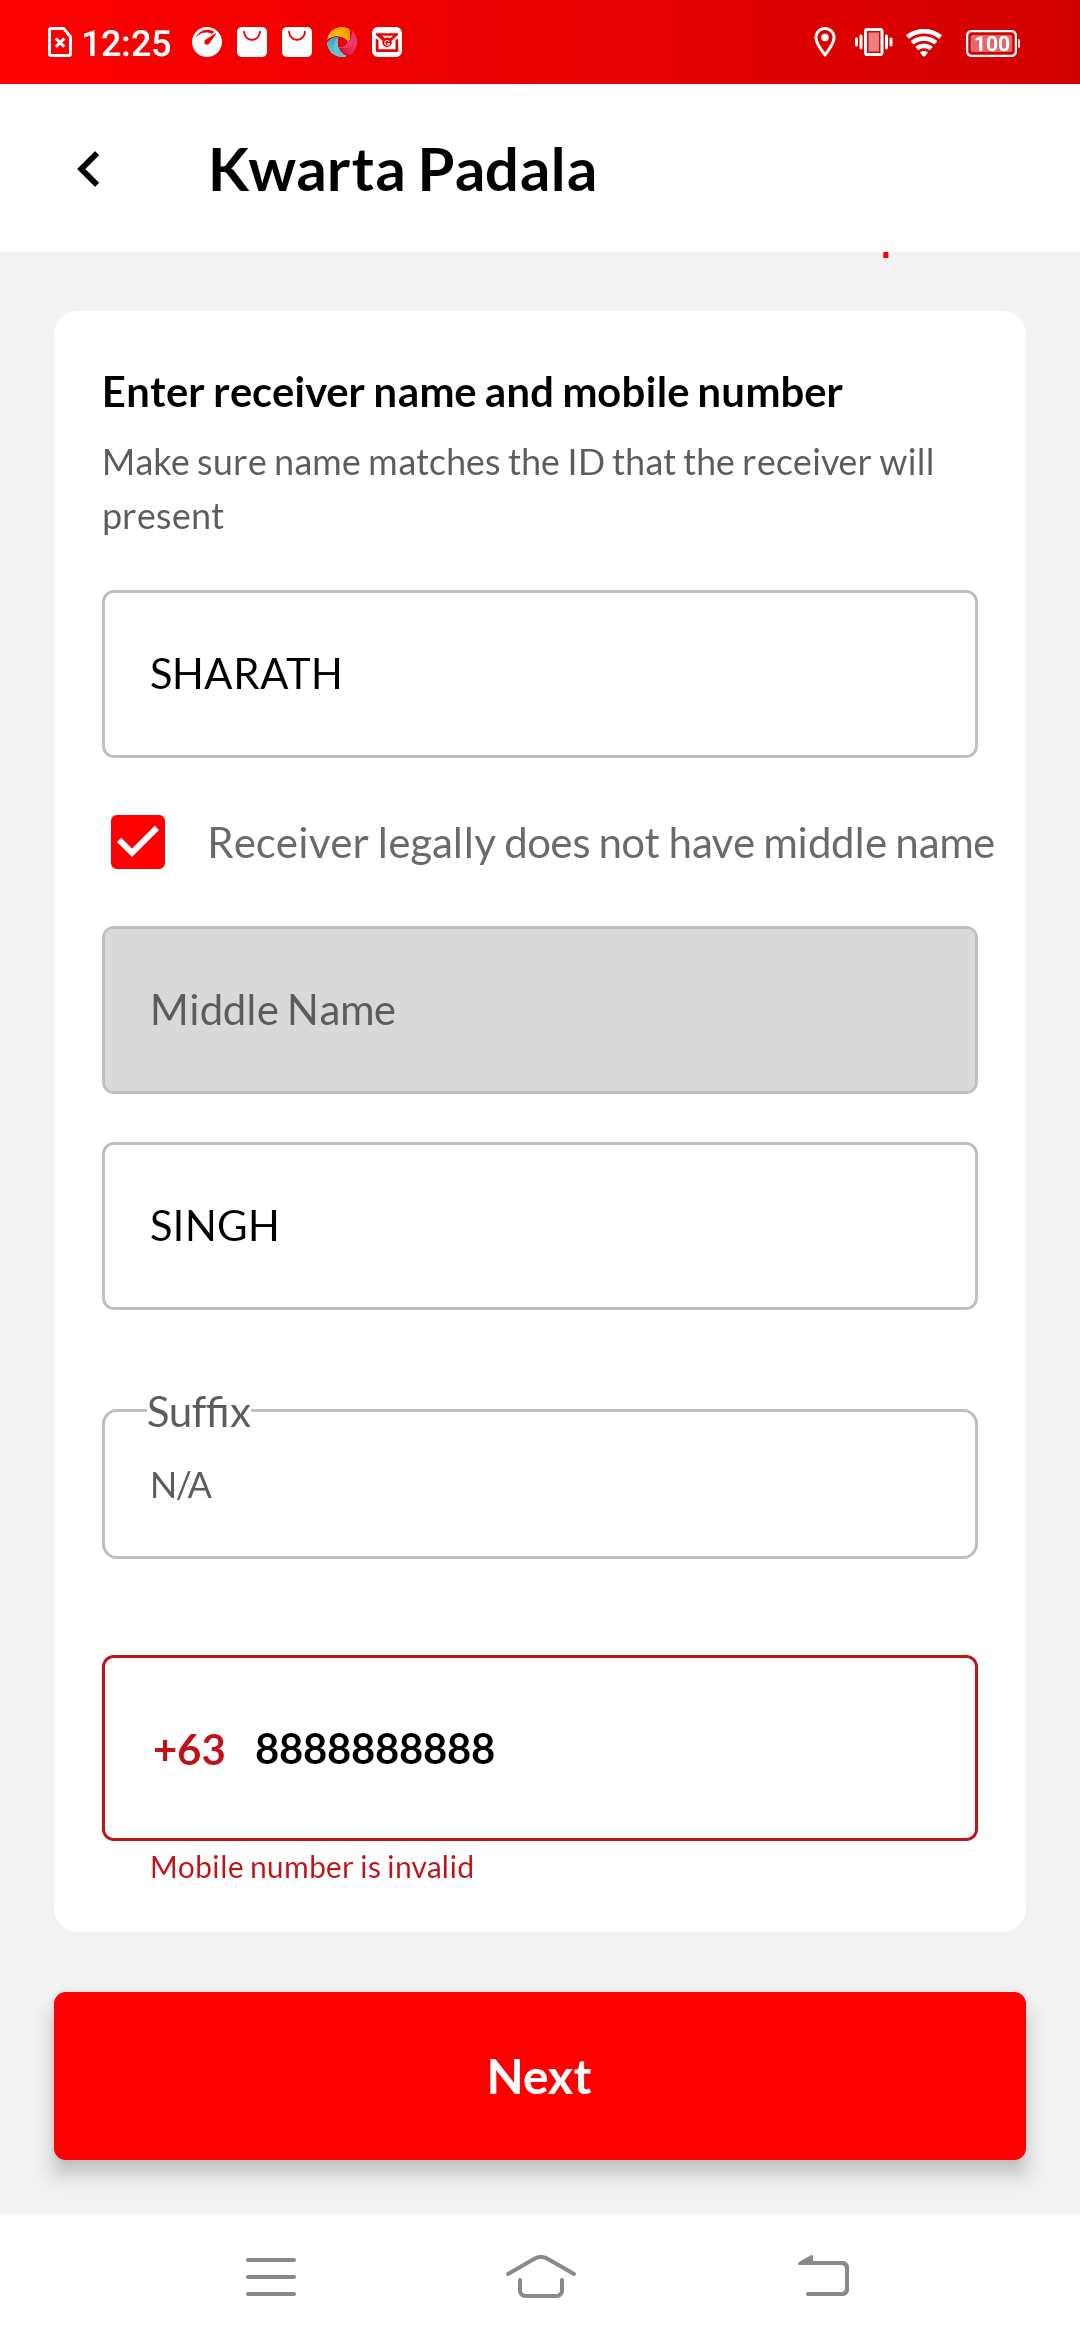 12:25
100
Kwarta Padala
Enter receiver name and mobile number
Make sure name matches the ID that the receiver will
present
SHARATH
Receiver legally does not have middle name
Middle Name
SINGH
Suffix
N/A
+63 8888888888
Mobile number is invalid
Next